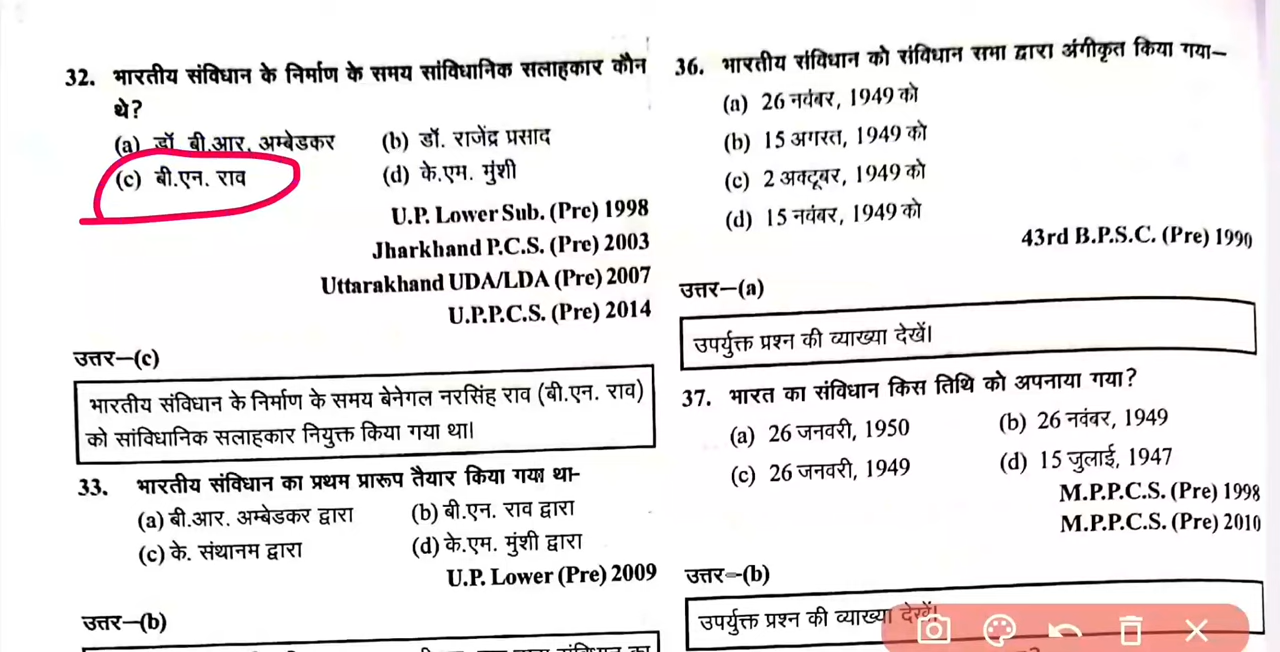 32. भारतीय संविधान के निर्माण के समय सांविधानिक सलाहकार कौन
थे?
(a) डॉ बी.आर. अम्बेडकर (b) डॉ. राजेंद्र प्रसाद
(c) बी.एन. राव (d) के.एम. मुंशी
U.P. Lower Sub. (Pre) 1998
Jharkhand P.C.S. (Pre) 2003
Uttarakhand UDA/LDA (Pre) 2007
U.P.P.C.S. (Pre) 2014
उत्तर—(c)
भारतीय संविधान के निर्माण के समय बेनेगल नरसिंह राव (बी.एन. राव)
को सांविधानिक सलाहकार नियुक्त किया गया था।
33. भारतीय संविधान का प्रथम प्रारूप तैयार किया गया था-
(a) बी.आर. अम्बेडकर द्वारा (b) बी.एन. राव द्वारा
(c) के. संथानम द्वारा (d) के.एम. मुंशी द्वारा
U.P. Lower (Pre) 2009
उत्तर—(b)
36. भारतीय संविधान को संविधान सभा द्वारा अंगीकृत किया गया—
(a) 26 नवंबर, 1949 को
(b) 15 अगस्त, 1949 को
(c) 2 अक्टूबर, 1949 को
(d) 15 नवंबर, 1949 को
43rd B.P.S.C. (Pre) 1990
उत्तर—(a)
उपर्युक्त प्रश्न की व्याख्या देखें।
37. भारत का संविधान किस तिथि को अपनाया गया?
(a) 26 जनवरी, 1950 (b) 26 नवंबर, 1949
(c) 26 जनवरी, 1949 (d) 15 जुलाई, 1947
M.P.P.C.S. (Pre) 1998
M.P.P.C.S. (Pre) 2010
उत्तर—(b)
उपर्युक्त प्रश्न की व्याख्या देखें।